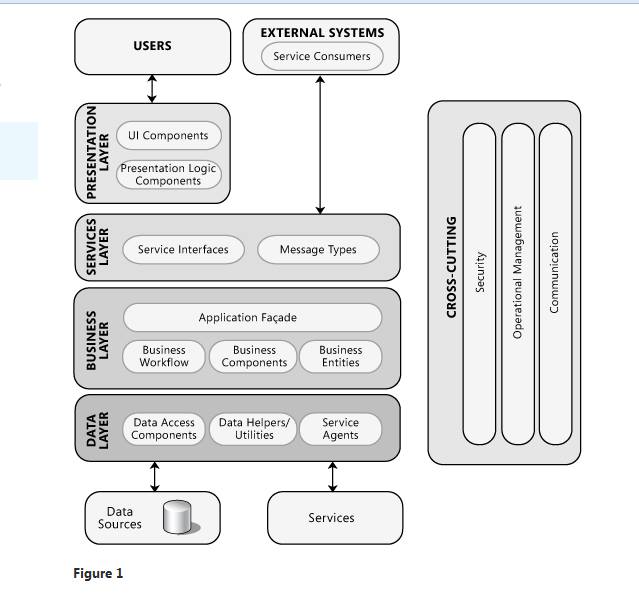 USERS
EXTERNAL SYSTEMS
Service Consumers
PRESENTATION
LAYER
UI Components
Presentation Logic
Components
SERVICES
LAYER
Service Interfaces
Message Types
BUSINESS
LAYER
Application Façade
Business
Workflow
Business
Components
Business
Entities
DATA
LAYER
Data Access
Components
Data Helpers/
Utilities
Service
Agents
Data
Sources
Services
CROSS-CUTTING
Security
Operational Management
Communication
Figure 1